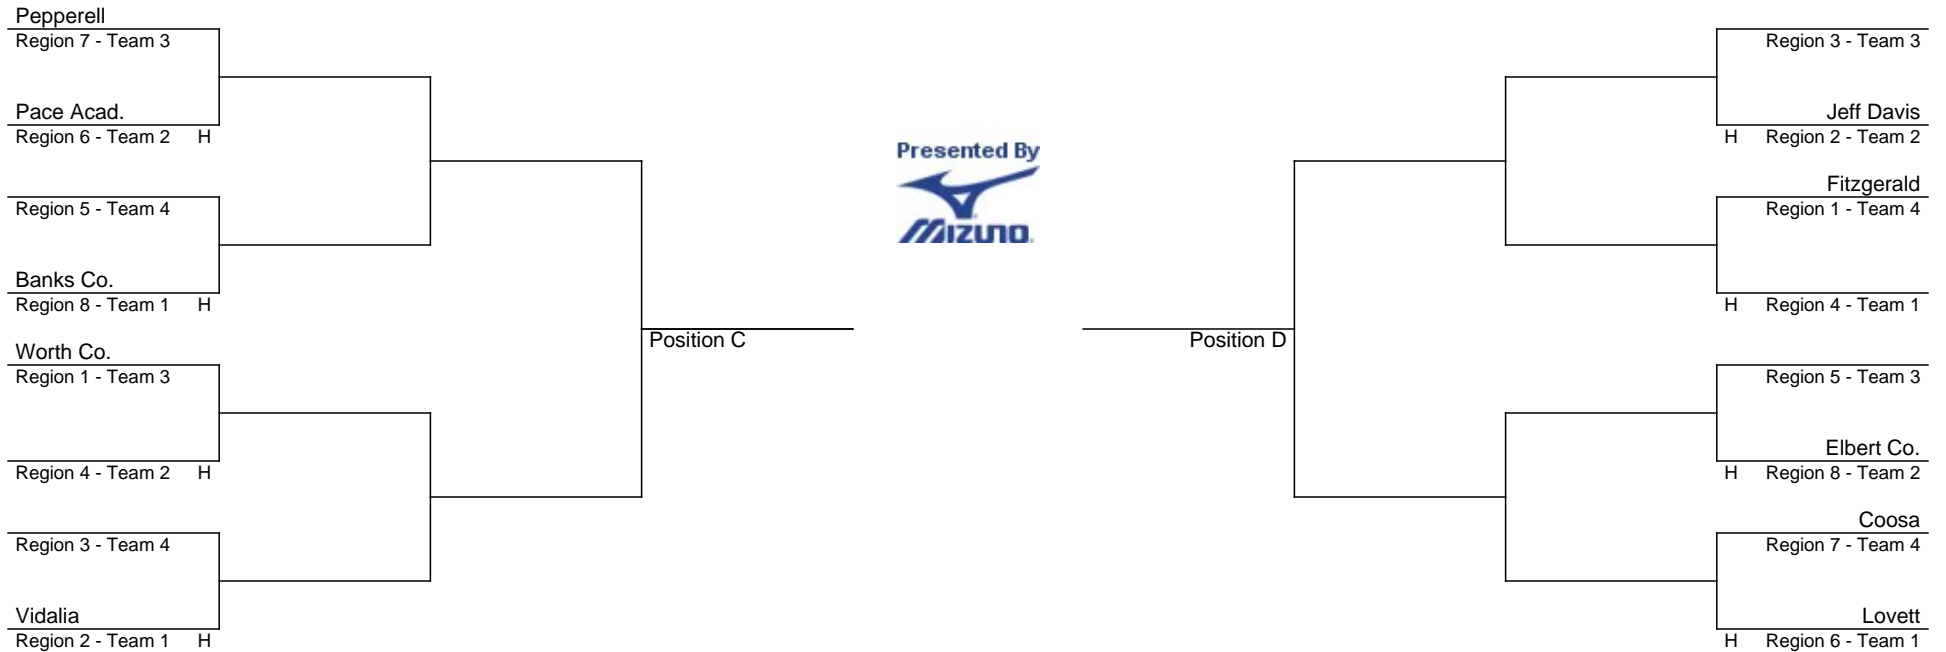 Pepperell
Region 7 - Team 3
Pace Acad.
Region 6 - Team 2 H
Region 5 - Team 4
Banks Co.
Region 8 - Team 1 H
Worth Co.
Region 1 - Team 3
Region 4 - Team 2 H
Region 3 - Team 4
Vidalia
Region 2 - Team 1 H
Position C
Presented By
MIZUNO
Position D
Region 3 - Team 3
Jeff Davis
H Region 2 - Team 2
Fitzgerald
Region 1 - Team 4
H Region 4 - Team 1
Region 5 - Team 3
Elbert Co.
H Region 8 - Team 2
Coosa
Region 7 - Team 4
Lovett
H Region 6 - Team 1